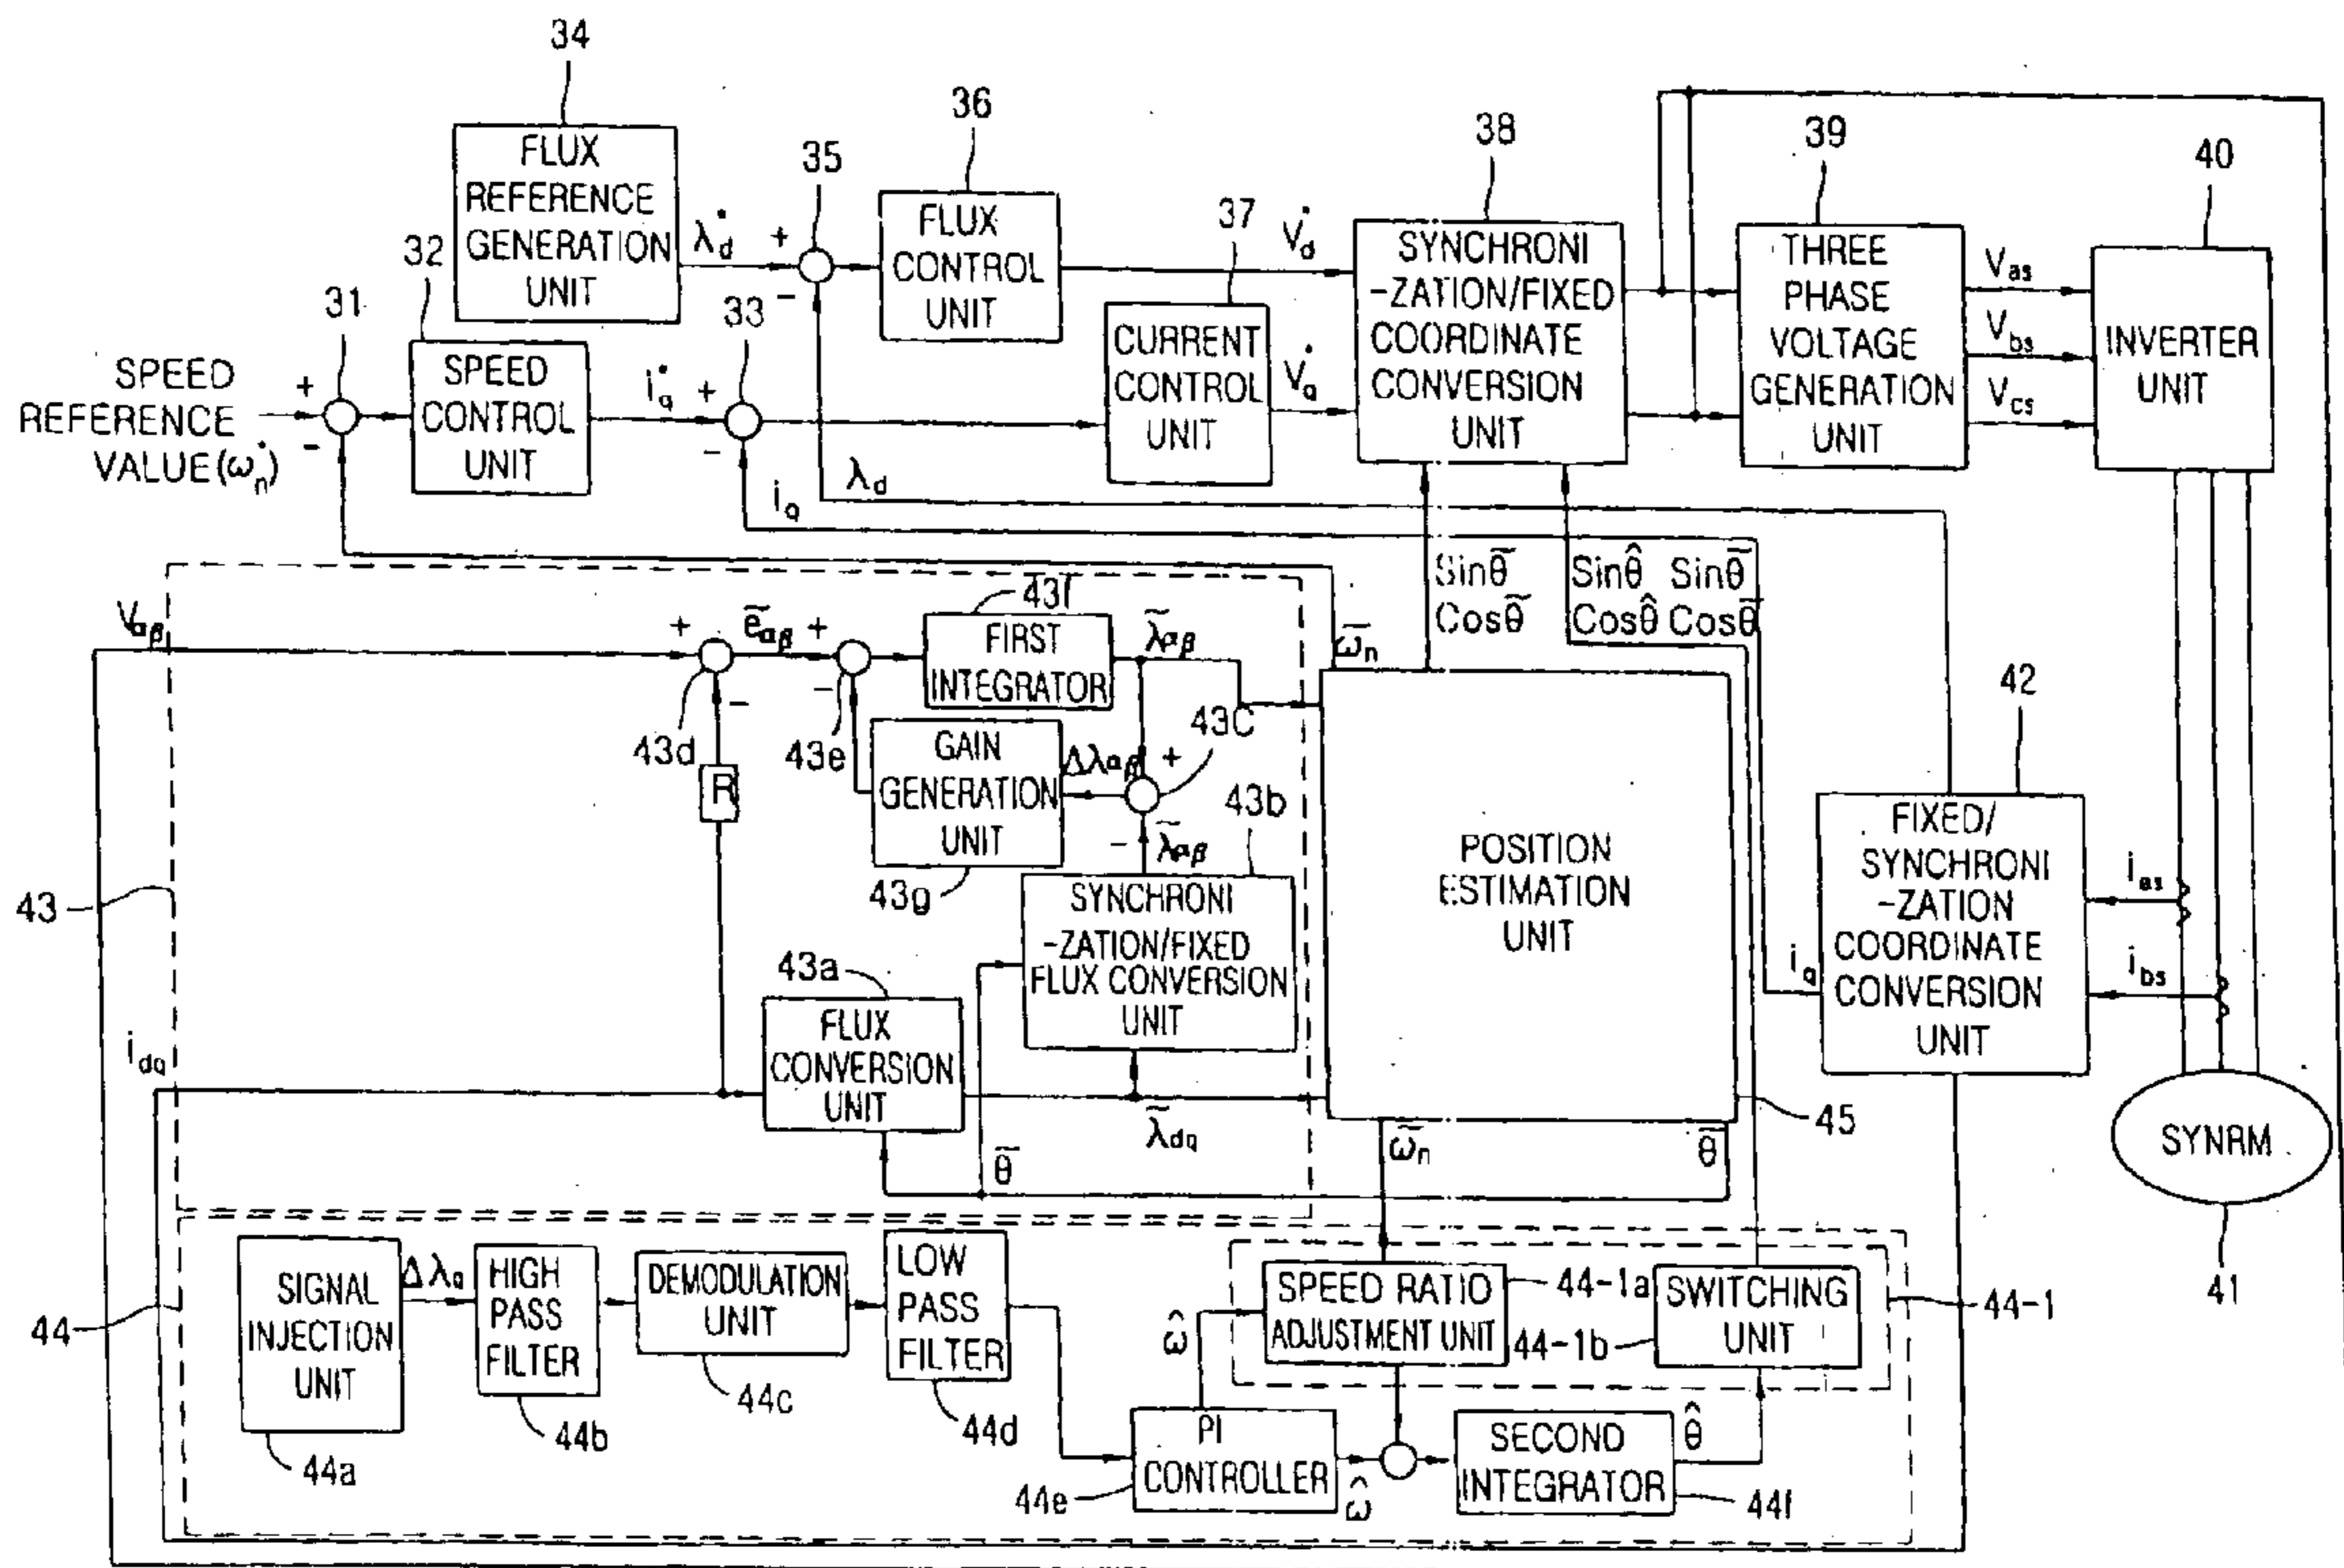 34
FLUX
REFERENCE
GENERATION
UNIT
λ*d
+
35
-
36
FLUX
CONTROL
UNIT
37
CURRENT
CONTROL
UNIT
V*d
V*q
38
SYNCHRONI
-ZATION/FIXED
COORDINATE
CONVERSION
UNIT
39
THREE
PHASE
VOLTAGE
GENERATION
UNIT
Vas
Vbs
Vcs
40
INVERTER
UNIT
SPEED
REFERENCE
VALUE(ω*n)
+
-
31
32
SPEED
CONTROL
UNIT
i*q
+
33
-
iq
λd
Sinθ̃
Cosθ̃
Sinθ̂ Sinθ̃
Cosθ̂ Cosθ̃
Vαβ
+
ẽαβ
+
43f
FIRST
INTEGRATOR
λ̃αβ
ω̃n
43d
-
43e
-
R
GAIN
GENERATION
UNIT
43g
Δλαβ
+
43C
-
λ̃αβ
43b
SYNCHRONI
-ZATION/FIXED
FLUX CONVERSION
UNIT
43
43a
FLUX
CONVERSION
UNIT
idq
λ̃dq
θ̃
POSITION
ESTIMATION
UNIT
45
ω̃n
θ̃
42
FIXED/
SYNCHRONI
-ZATION
COORDINATE
CONVERSION
UNIT
iq
ias
ibs
SYNRM
41
44
SIGNAL
INJECTION
UNIT
44a
Δλq
HIGH
PASS
FILTER
44b
DEMODULATION
UNIT
44c
LOW
PASS
FILTER
44d
ω̂
SPEED RATIO
ADJUSTMENT UNIT
44-1a
44-1b
SWITCHING
UNIT
44-1
PI
CONTROLLER
44e
ω̂
SECOND
INTEGRATOR
44f
θ̂